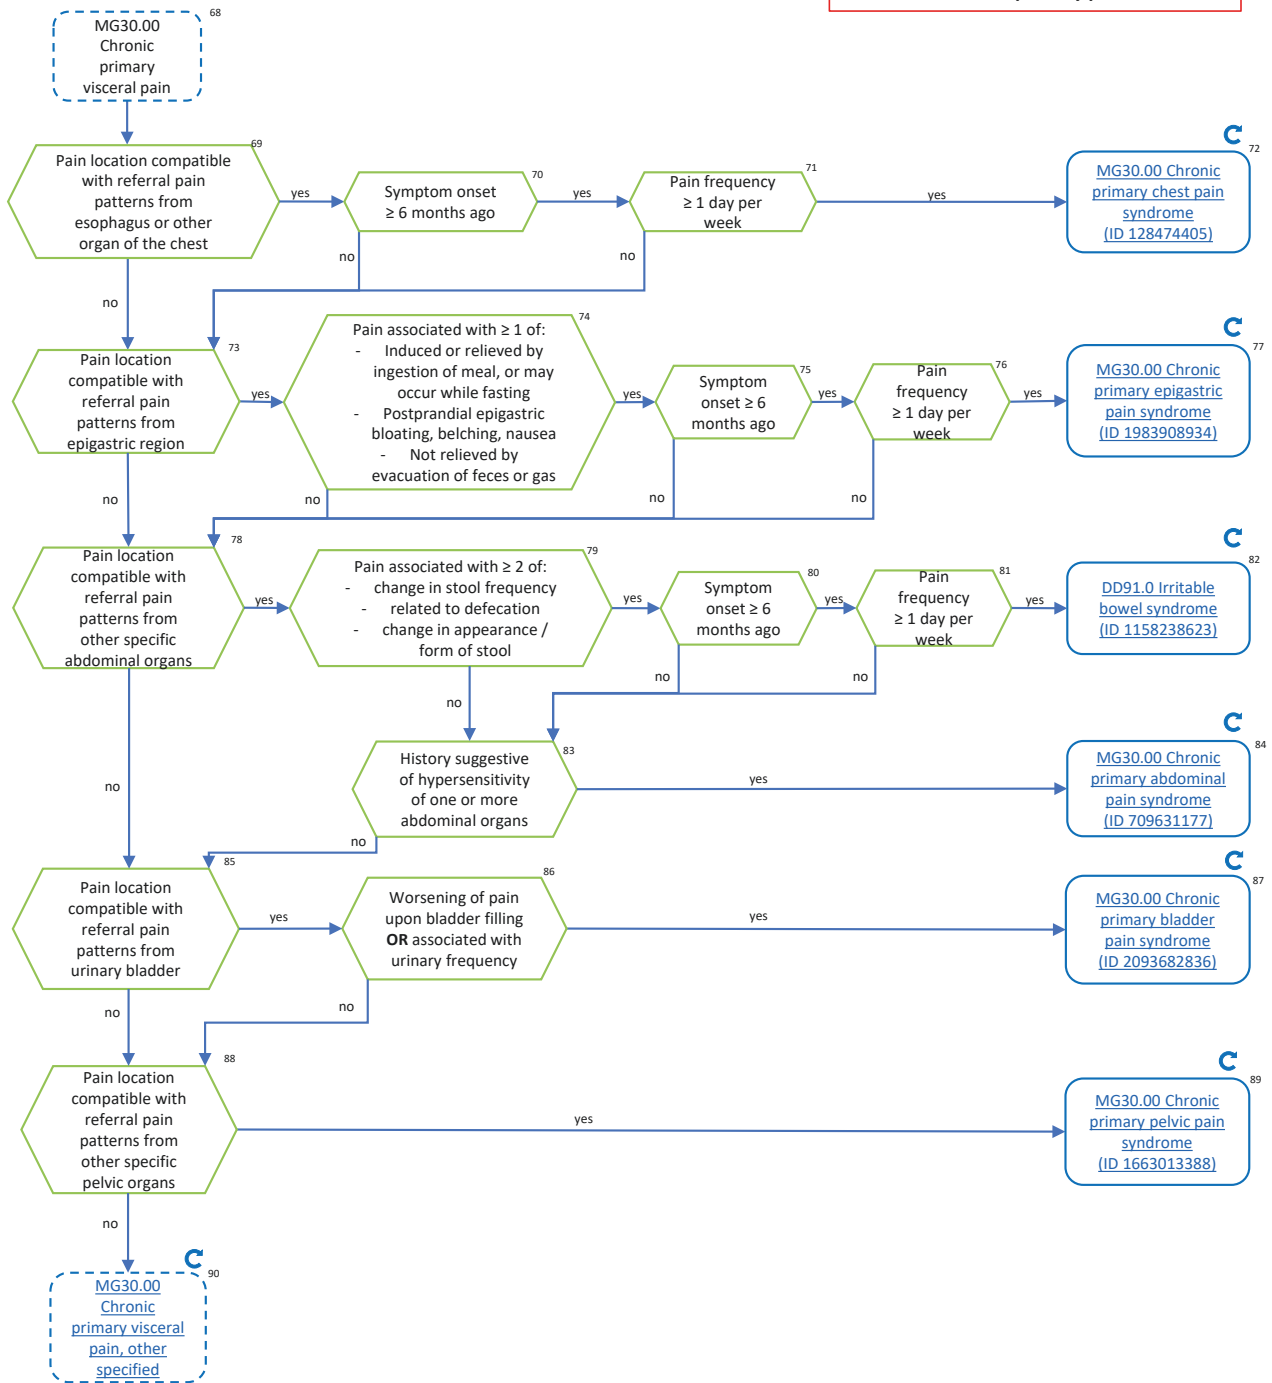 68
MG30.00
Chronic
primary
visceral pain
69
Pain location compatible
with referral pain
patterns from
esophagus or other
organ of the chest
yes
no
70
Symptom onset
≥ 6 months ago
yes
no
71
Pain frequency
≥ 1 day per
week
yes
no
72
MG30.00 Chronic
primary chest pain
syndrome
(ID 128474405)
73
Pain location
compatible with
referral pain
patterns from
epigastric region
yes
no
74
Pain associated with ≥ 1 of:
- Induced or relieved by
ingestion of meal, or may
occur while fasting
- Postprandial epigastric
bloating, belching, nausea
- Not relieved by
evacuation of feces or gas
yes
no
75
Symptom
onset ≥ 6
months ago
yes
no
76
Pain
frequency
≥ 1 day per
week
yes
no
77
MG30.00 Chronic
primary epigastric
pain syndrome
(ID 1983908934)
78
Pain location
compatible with
referral pain
patterns from
other specific
abdominal organs
yes
no
79
Pain associated with ≥ 2 of:
- change in stool frequency
- related to defecation
- change in appearance /
form of stool
yes
no
80
Symptom
onset ≥ 6
months ago
yes
no
81
Pain
frequency
≥ 1 day per
week
yes
no
82
DD91.0 Irritable
bowel syndrome
(ID 1158238623)
83
History suggestive
of hypersensitivity
of one or more
abdominal organs
yes
no
84
MG30.00 Chronic
primary abdominal
pain syndrome
(ID 709631177)
85
Pain location
compatible with
referral pain
patterns from
urinary bladder
yes
no
86
Worsening of pain
upon bladder filling
OR associated with
urinary frequency
yes
no
87
MG30.00 Chronic
primary bladder
pain syndrome
(ID 2093682836)
88
Pain location
compatible with
referral pain
patterns from
other specific
pelvic organs
yes
no
89
MG30.00 Chronic
primary pelvic pain
syndrome
(ID 1663013388)
90
MG30.00
Chronic
primary visceral
pain, other
specified